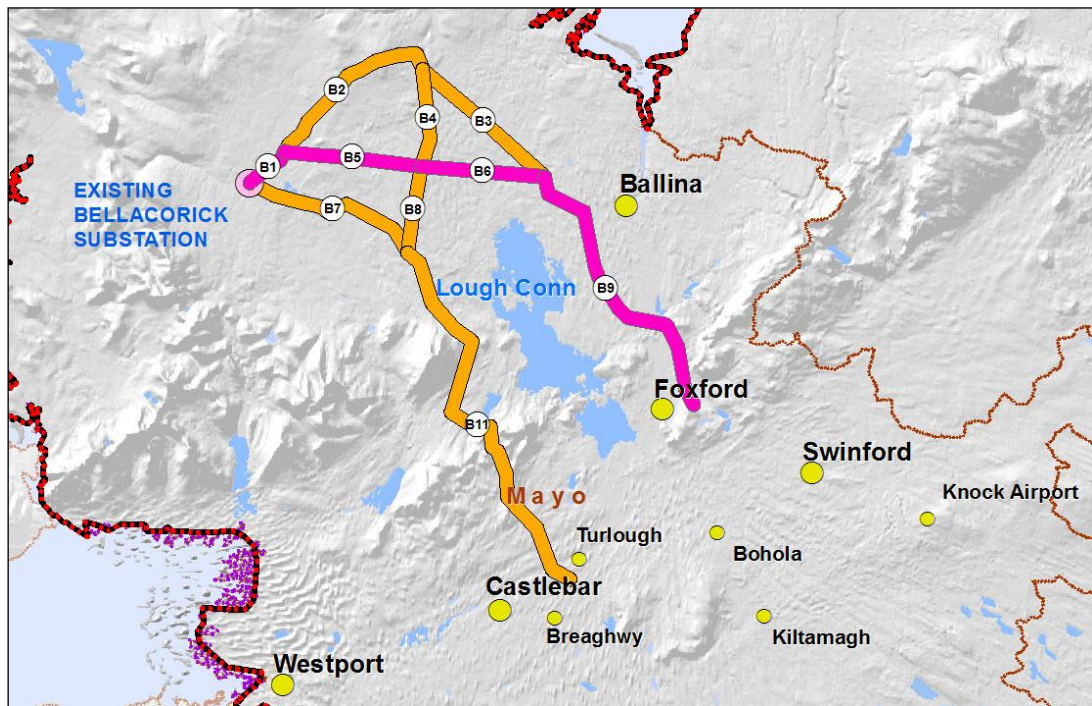 B2
B4
B3
B1
B5
B6
EXISTING
BELLACORICK
SUBSTATION
B7
B8
Ballina
Lough Conn
B9
Foxford
B11
Swinford
Mayo
Knock Airport
Turlough
Bohola
Castlebar
Breaghwy
Kiltamagh
Westport